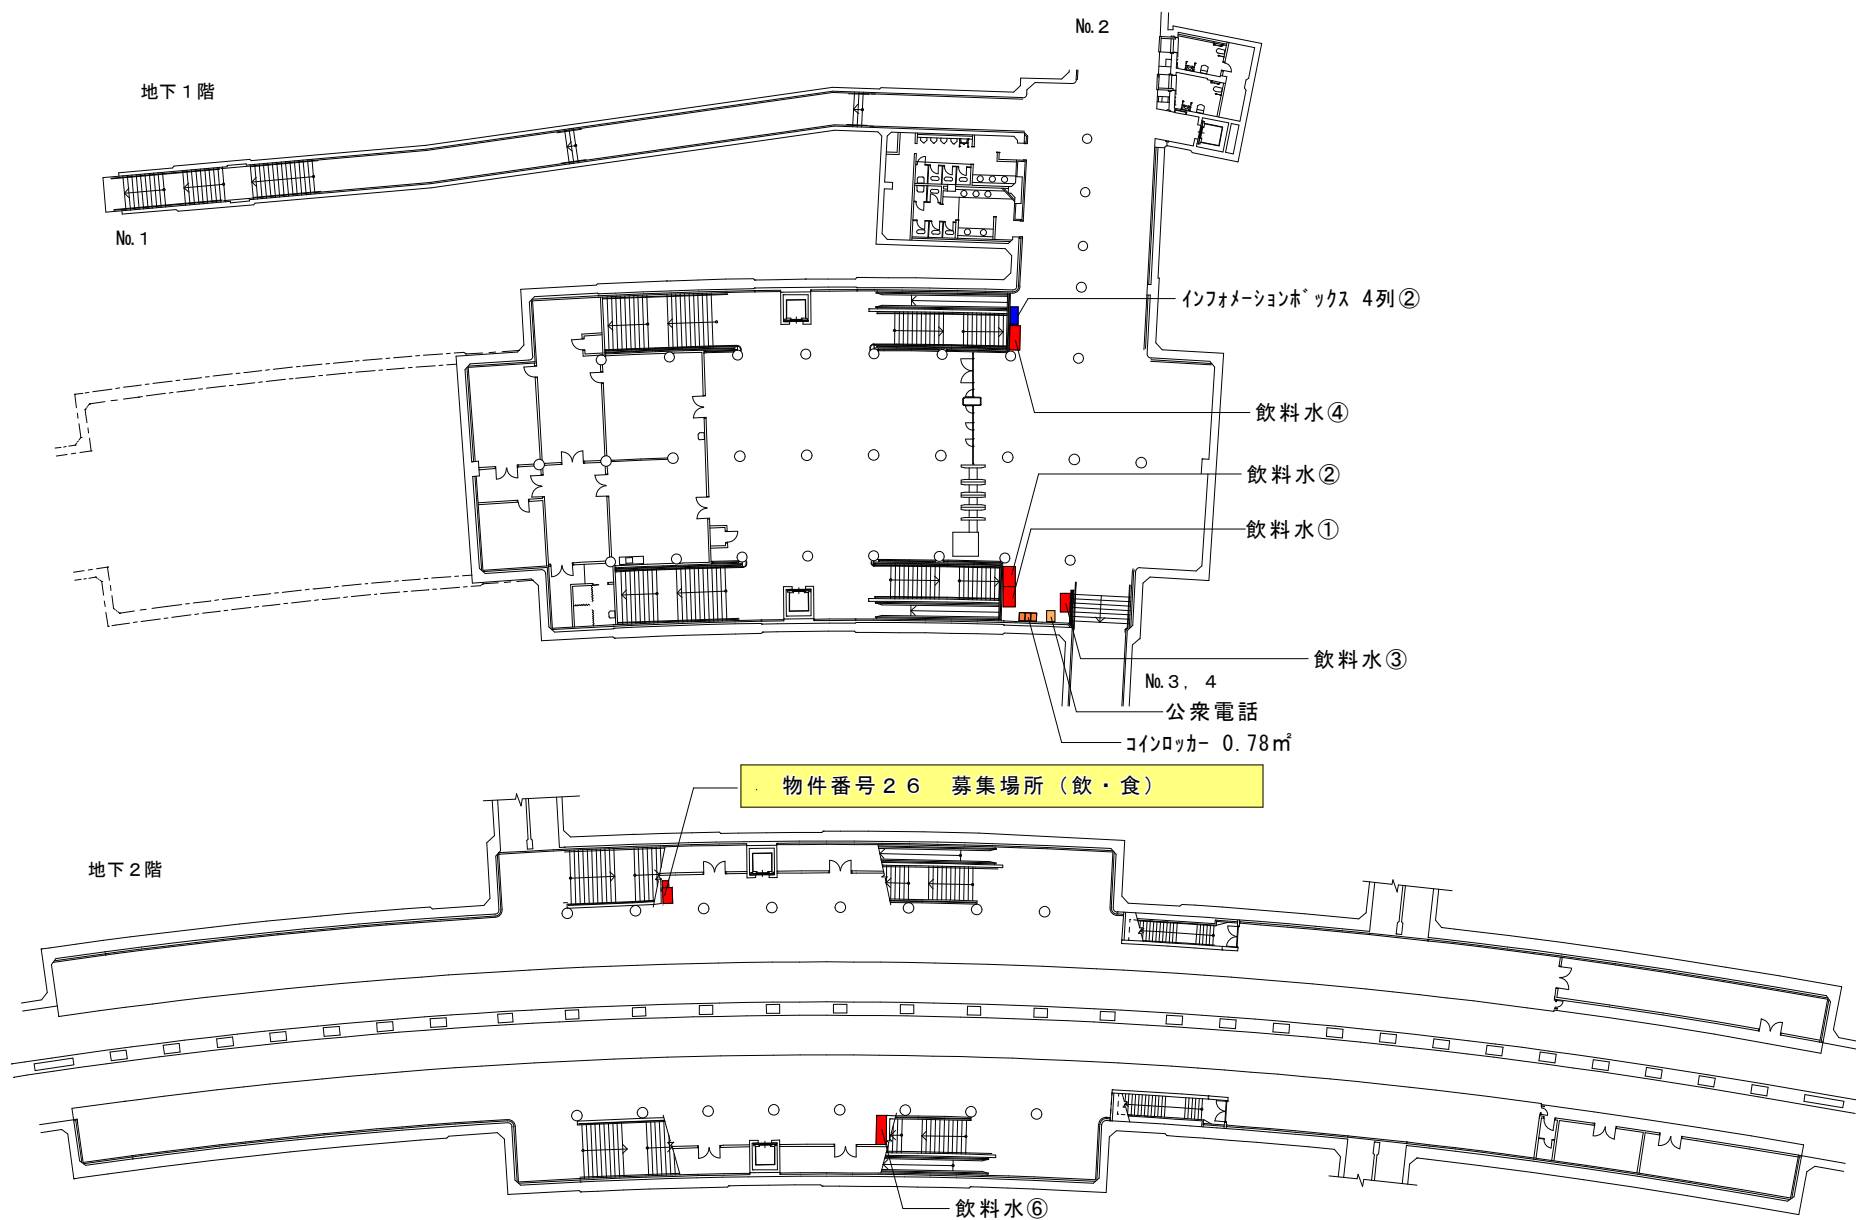 №.2
地下1階
№.1
インフォメーションボックス 4列②
飲料水④
飲料水②
飲料水①
飲料水③
№.3, 4
公衆電話
コインロッカー 0.78㎡
物件番号26 募集場所（飲・食）
地下2階
飲料水⑥